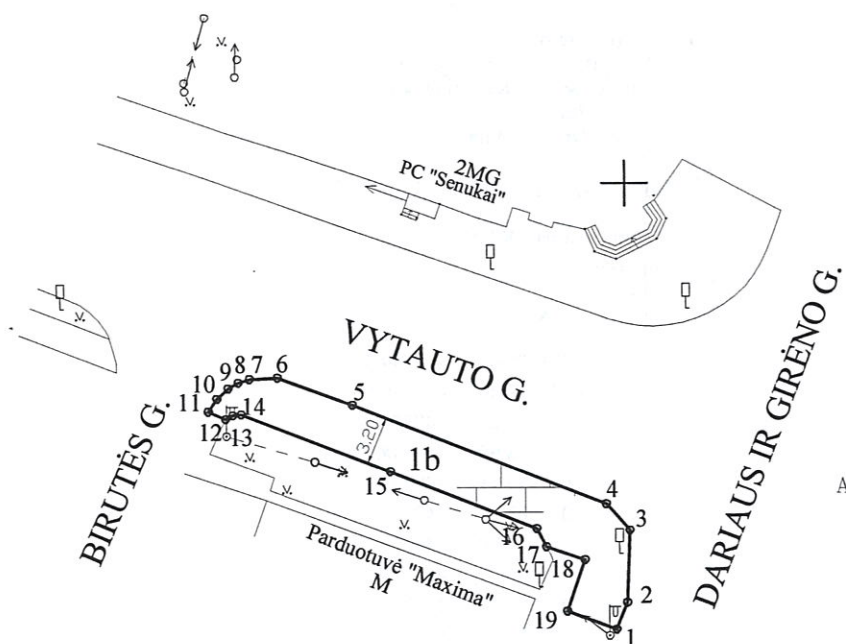 2MG
PC "Senukai"
VYTAUTO G.
DARIAUS IR GIRĖNO G.
BIRUTĖS G.
6
7
8
9
10
11
12
13
14
5
3.20
1b
15
4
3
16
17
18
2
19
1
A
Parduotuvė "Maxima"
M